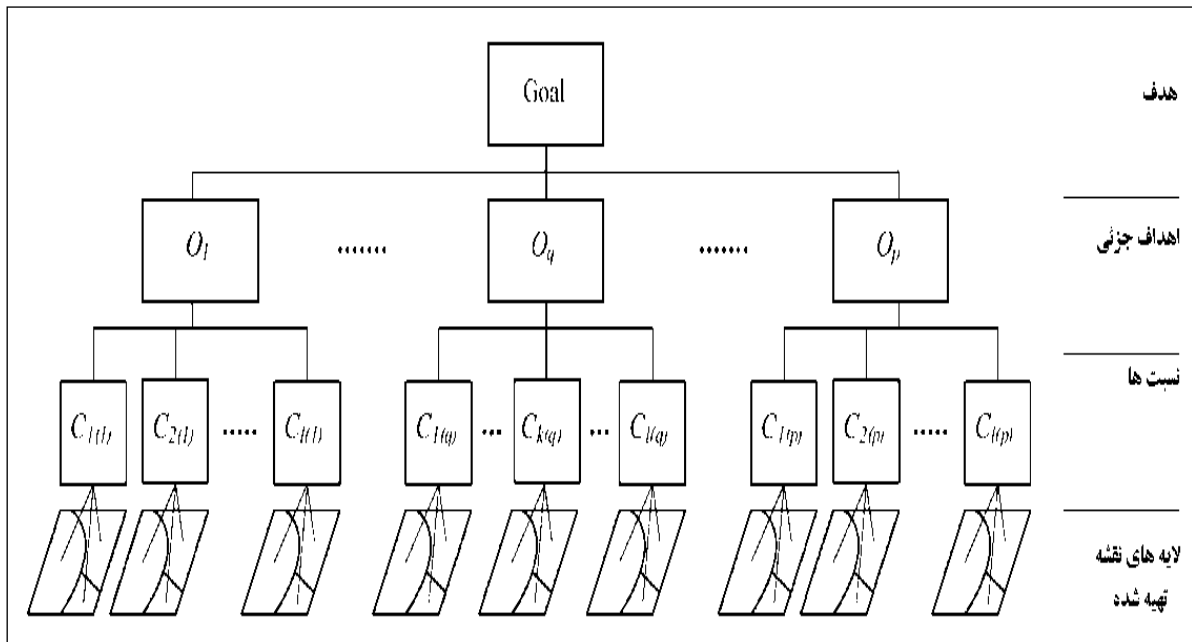 Goal
هدف
O1
.......
Oq
.......
Op
اهداف جزئی
نسبت ها
C1(1)
C2(1)
.....
Cl(1)
C1(q)
...
Ck(q)
...
Cl(q)
C1(p)
C2(p)
.....
Cl(p)
لایه های نقشه
تهیه شده